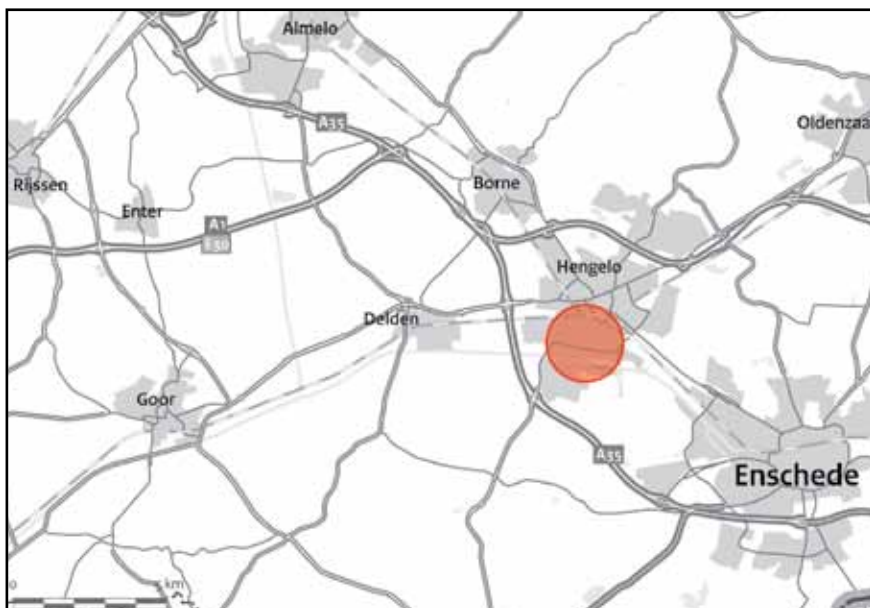 Almelo
A35
Oldenzaa
Rijssen
Borne
Enter
A1
E30
Hengelo
Delden
Goor
A35
Enschede
0
5 km